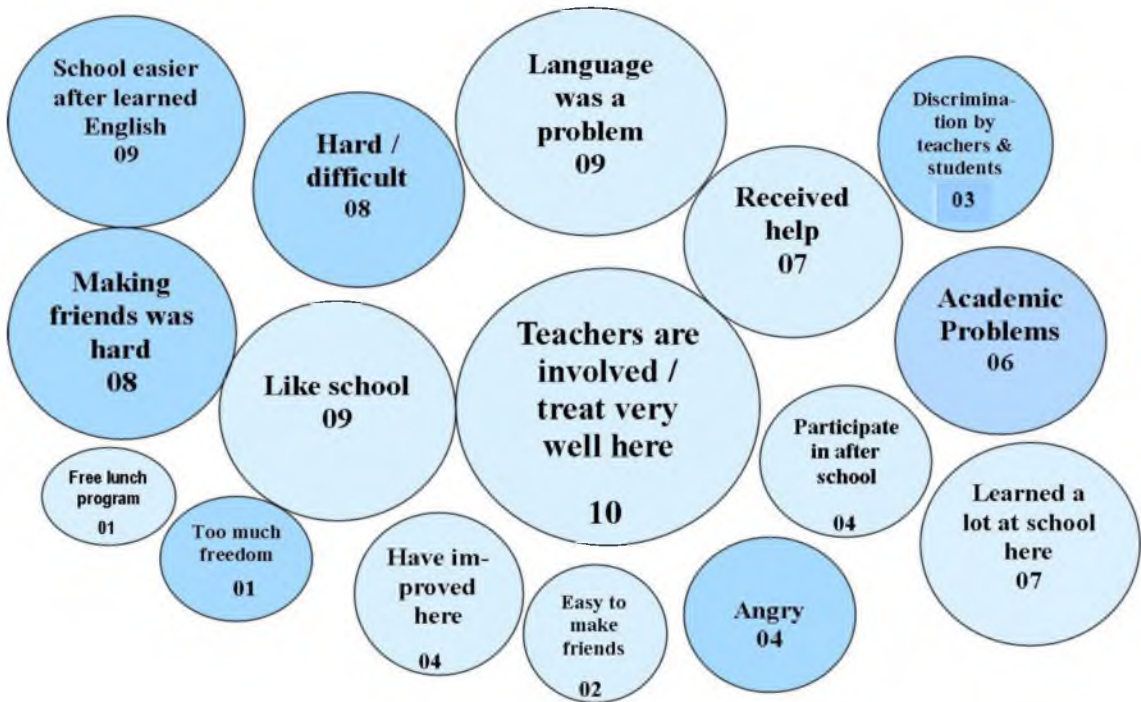 School easier
after learned
English
09
Hard /
difficult
08
Language
was a
problem
09
Discrimina-
tion by
teachers &
students
03
Received
help
07
Making
friends was
hard
08
Like school
09
Teachers are
involved /
treat very
well here
10
Academic
Problems
06
Participate
in after
school
04
Free lunch
program
01
Too much
freedom
01
Have im-
proved
here
04
Easy to
make
friends
02
Angry
04
Learned a
lot at school
here
07